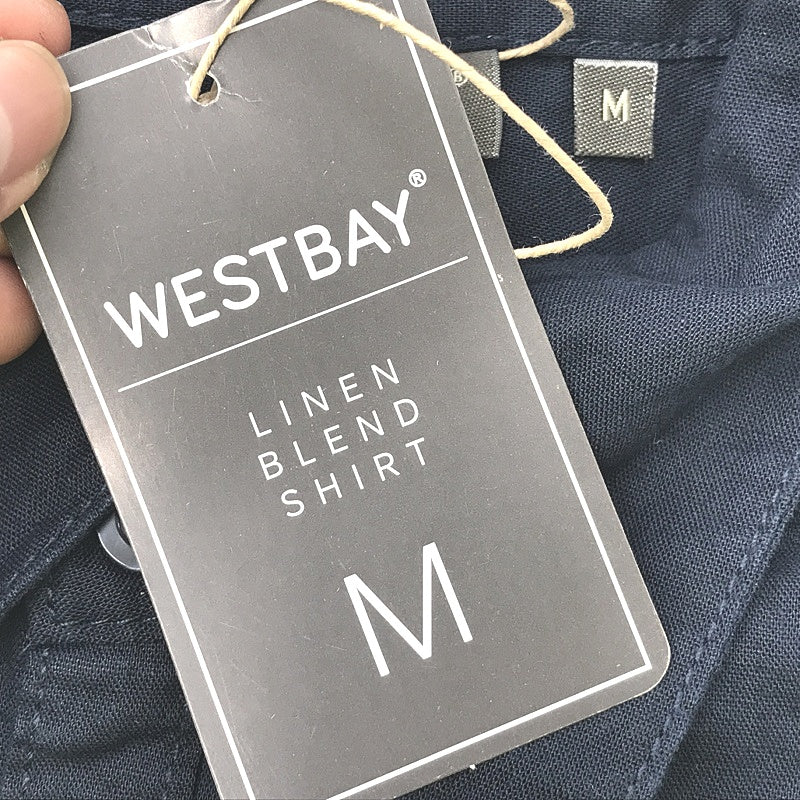 WESTBAY®
LINEN
BLEND
SHIRT
M
®
M